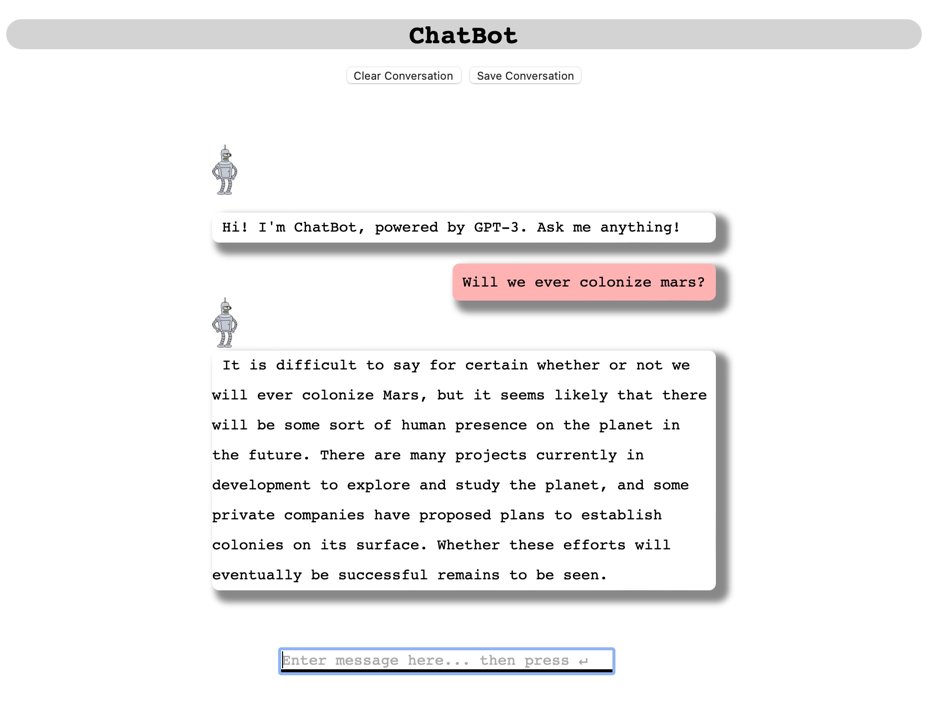 ChatBot
Clear Conversation Save Conversation
Hi! I'm ChatBot, powered by GPT-3. Ask me anything!
Will we ever colonize mars?
It is difficult to say for certain whether or not we
will ever colonize Mars, but it seems likely that there
will be some sort of human presence on the planet in
the future. There are many projects currently in
development to explore and study the planet, and some
private companies have proposed plans to establish
colonies on its surface. Whether these efforts will
eventually be successful remains to be seen.
Enter message here... then press ↵